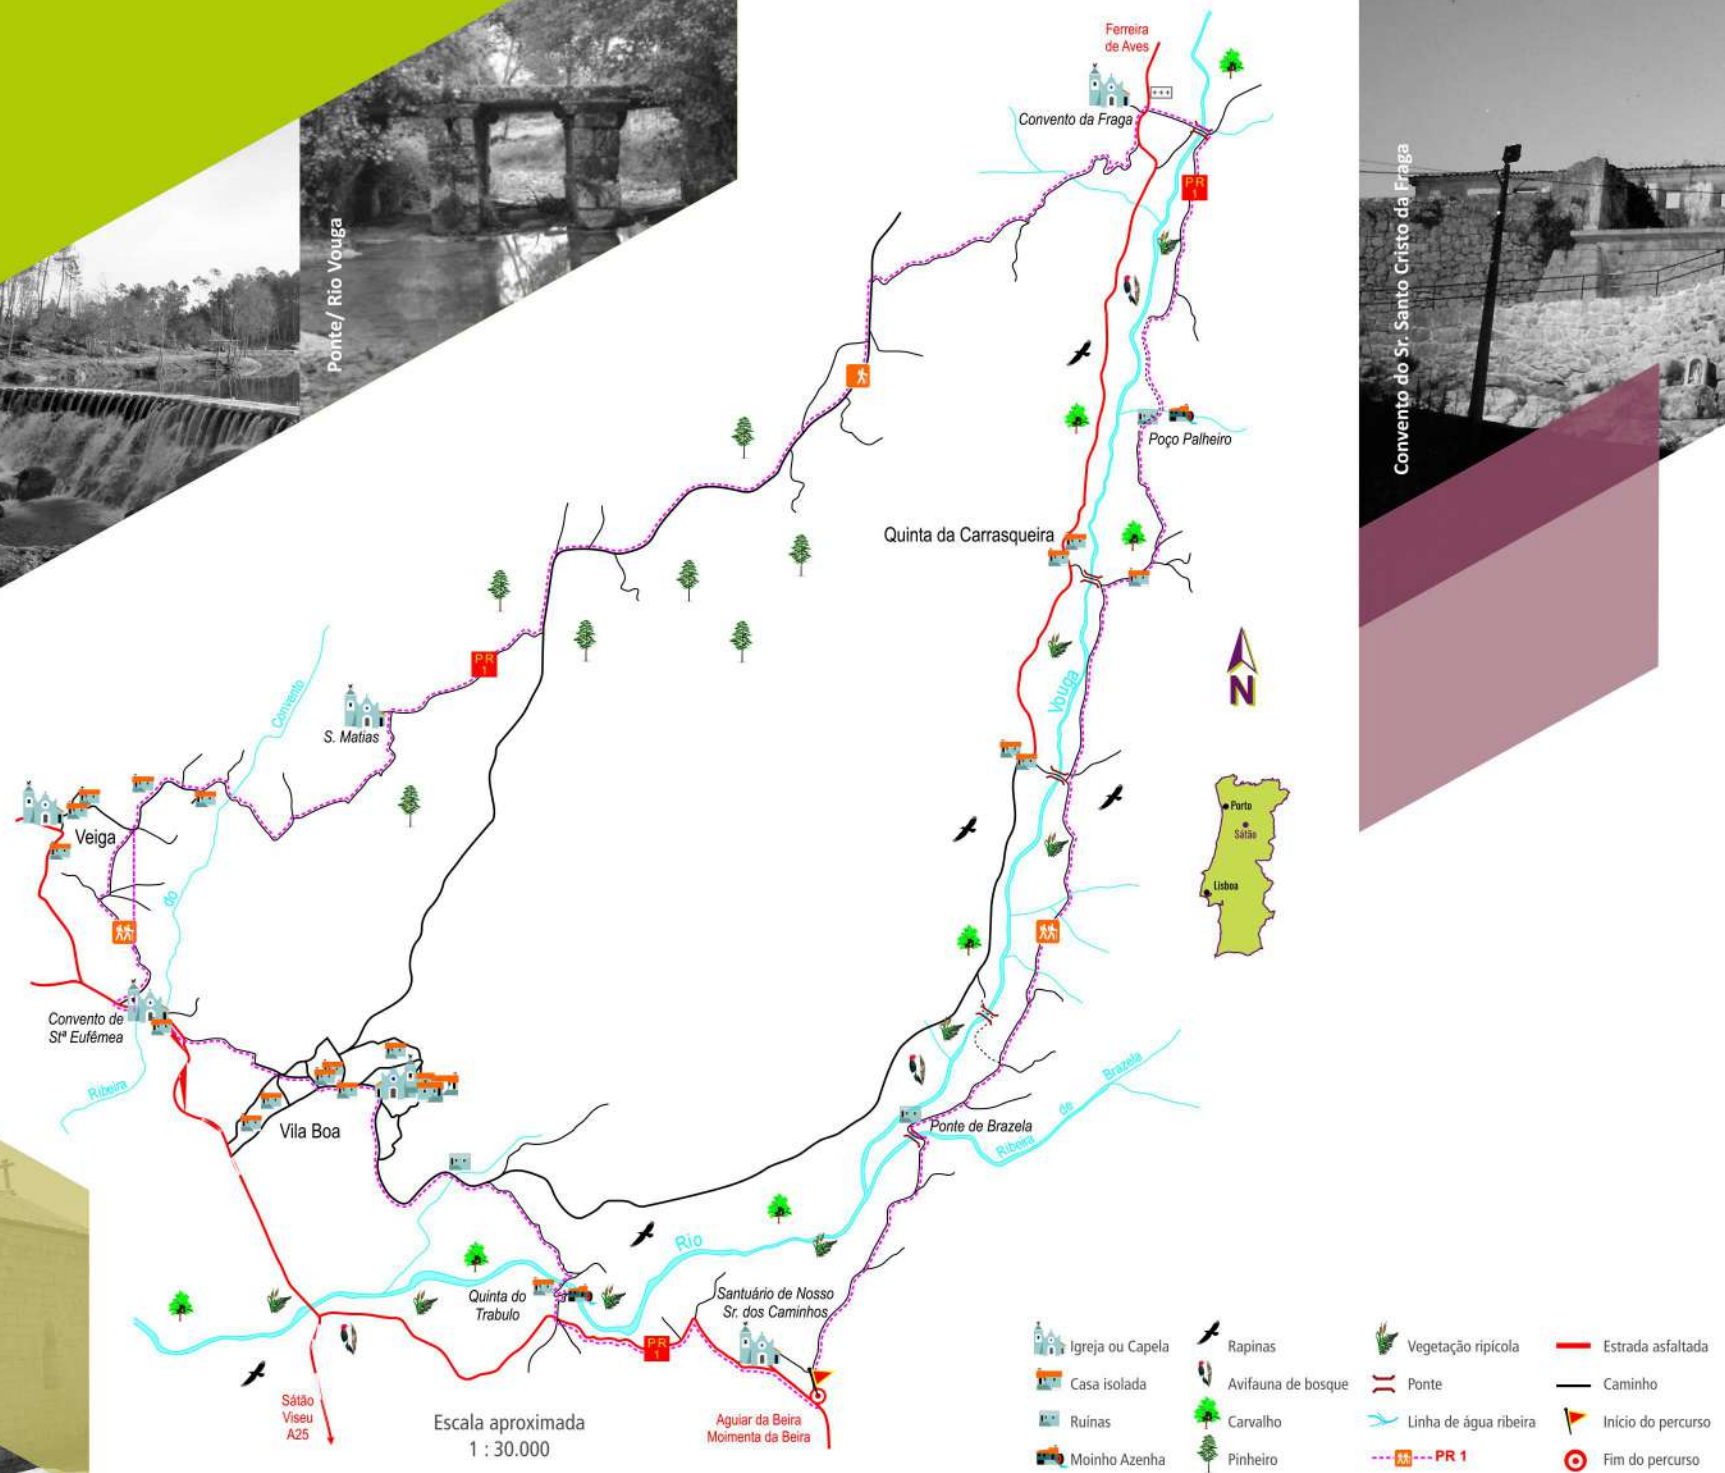 Ponte/ Rio Vouga
Convento do Sr. Santo Cristo da Fraga
Ferreira
de Aves
Convento da Fraga
PR
1
Poço Palheiro
Quinta da Carrasqueira
Vouga
N
Porto
Sátão
Lisboa
PR
1
S. Matias
Convento
do
Ribeira
Veiga
Convento de
Stª Eufêmea
Vila Boa
Brazela
de
Ribeira
Ponte de Brazela
Rio
Quinta do
Trabulo
Santuário de Nosso
Sr. dos Caminhos
PR
1
Sátão
Viseu
A25
Escala aproximada
1 : 30.000
Aguiar da Beira
Moimenta da Beira
Igreja ou Capela
Casa isolada
Ruínas
Moinho Azenha
Rapinas
Avifauna de bosque
Carvalho
Pinheiro
Vegetação ripícola
Ponte
Linha de água ribeira
PR 1
Estrada asfaltada
Caminho
Início do percurso
Fim do percurso